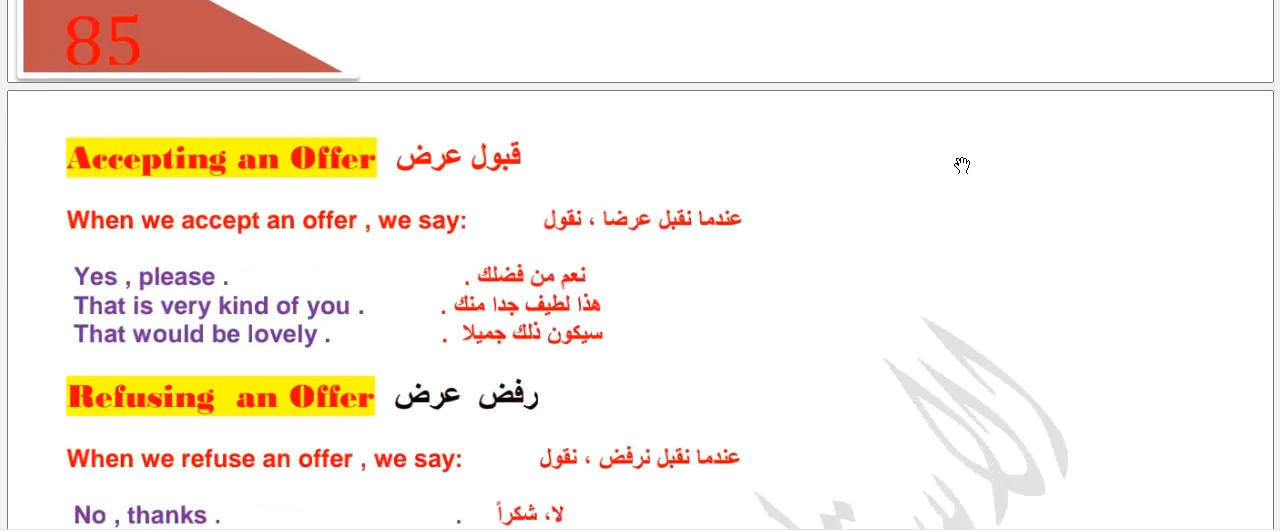 85
Accepting an Offer قبول عرض
When we accept an offer , we say: عندما نقبل عرضا ، نقول
Yes , please . نعم من فضلك .
That is very kind of you . هذا لطيف جدا منك .
That would be lovely . سيكون ذلك جميلا .
Refusing an Offer رفض عرض
When we refuse an offer , we say: عندما نقبل نرفض ، نقول
No , thanks . لا، شكراً .